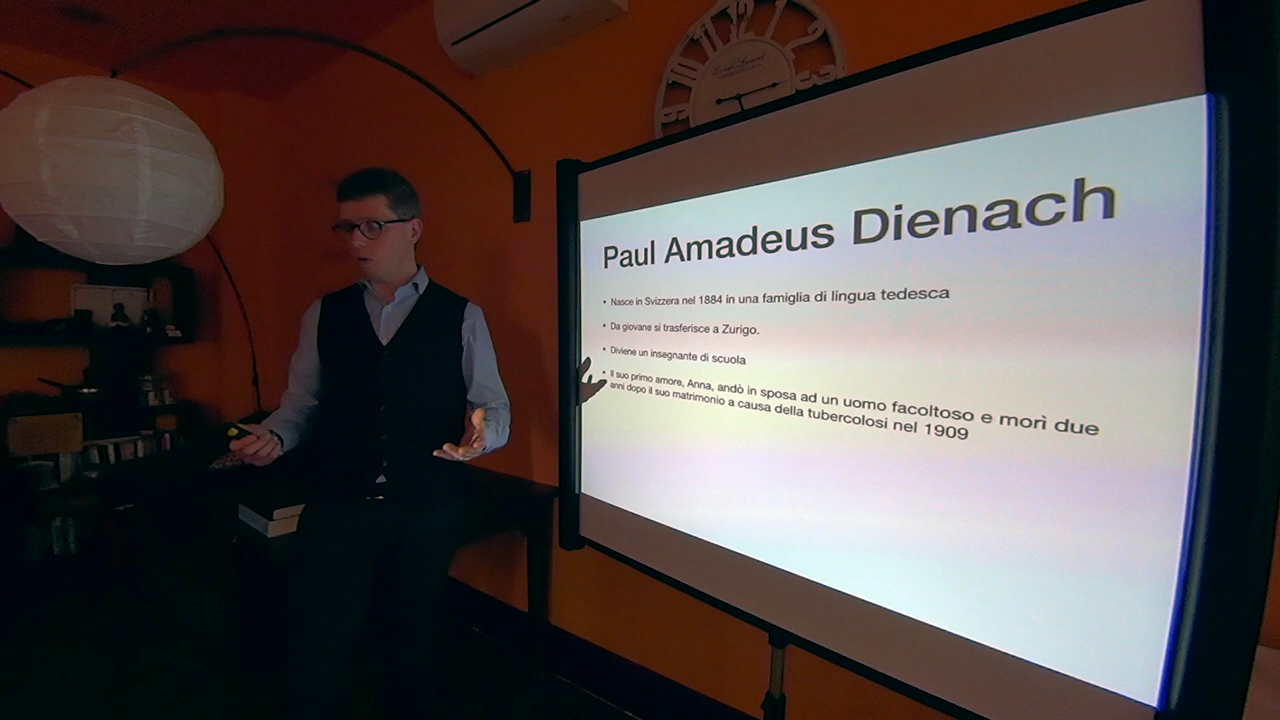 Paul Amadeus Dienach
• Nasce in Svizzera nel 1884 in una famiglia di lingua tedesca
• Da giovane si trasferisce a Zurigo.
• Diviene un insegnante di scuola
• Il suo primo amore, Anna, andò in sposa ad un uomo facoltoso e morì due
anni dopo il suo matrimonio a causa della tubercolosi nel 1909